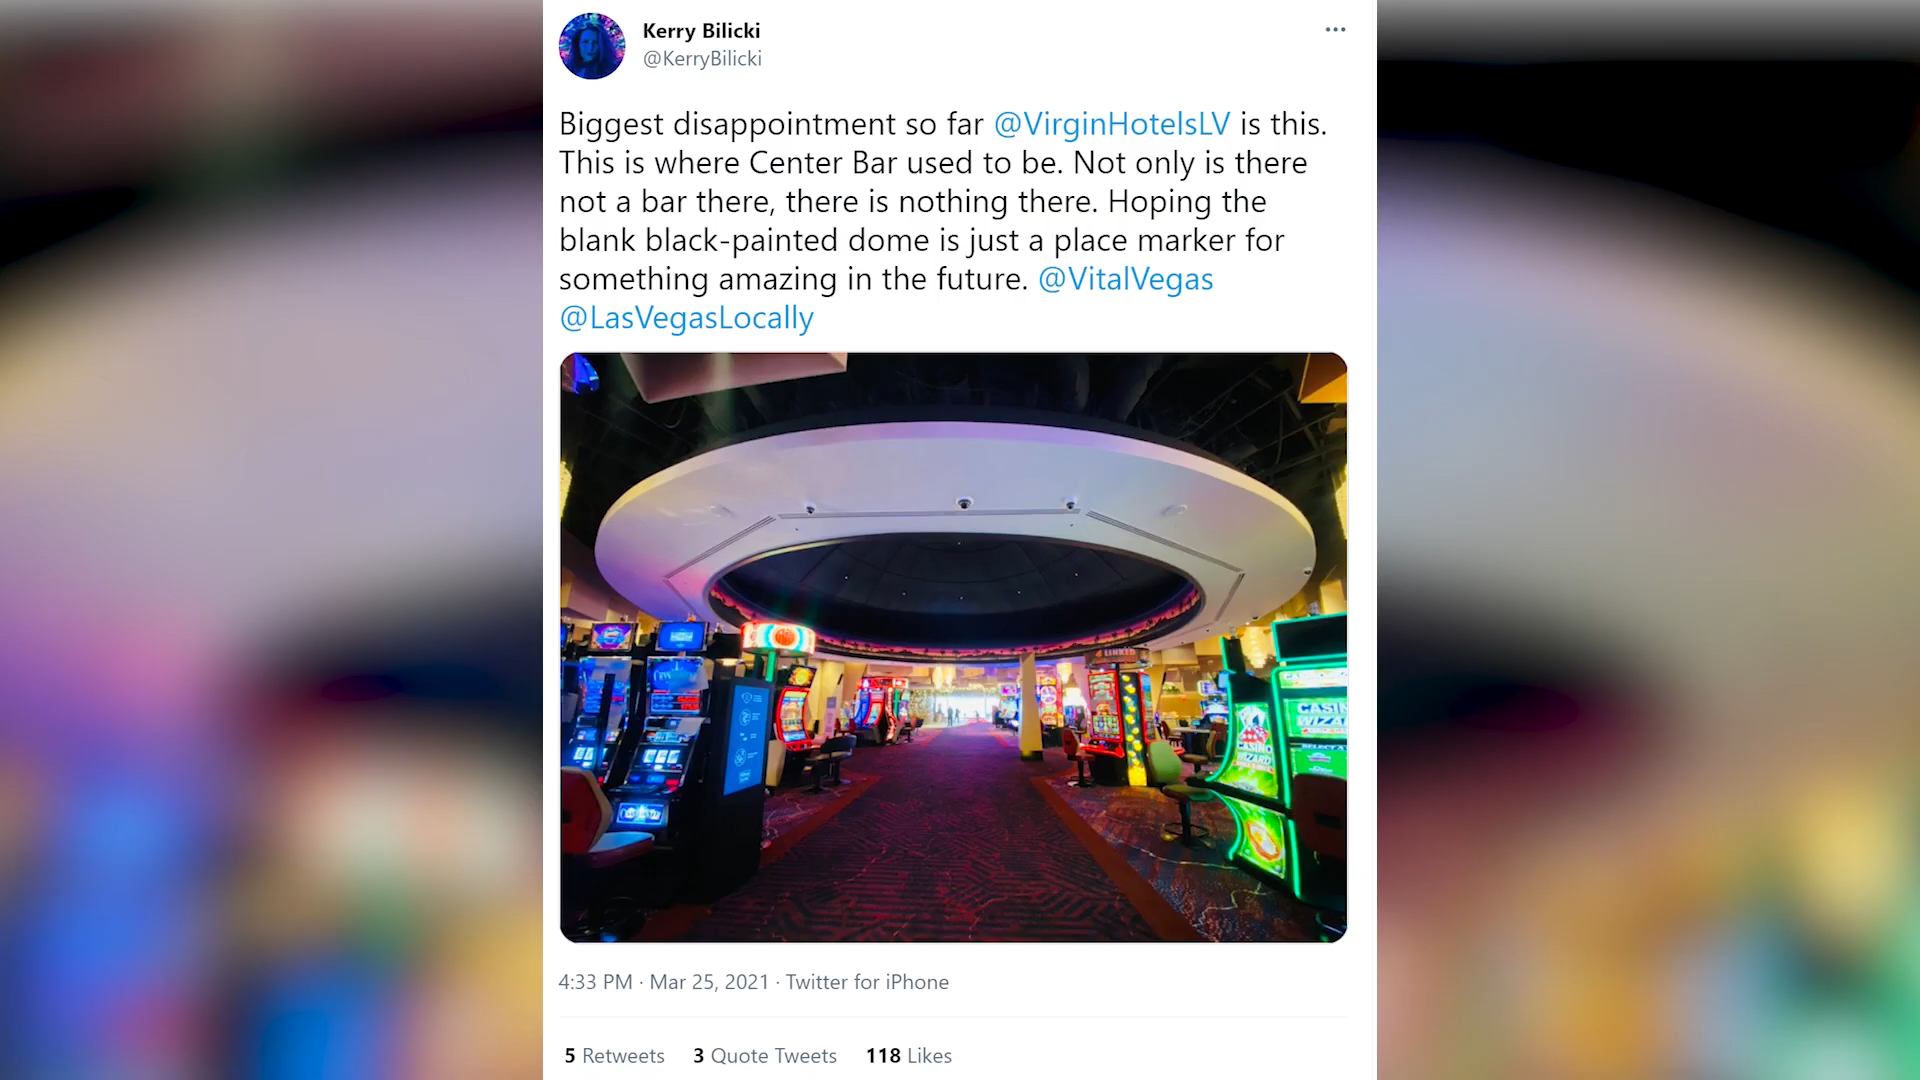 Kerry Bilicki
@KerryBilicki
Biggest disappointment so far @VirginHotelsLV is this.
This is where Center Bar used to be. Not only is there
not a bar there, there is nothing there. Hoping the
blank black-painted dome is just a place marker for
something amazing in the future. @VitalVegas
@LasVegasLocally
LINKED
CASINO
WIZARD
4:33 PM · Mar 25, 2021 · Twitter for iPhone
5 Retweets 3 Quote Tweets 118 Likes